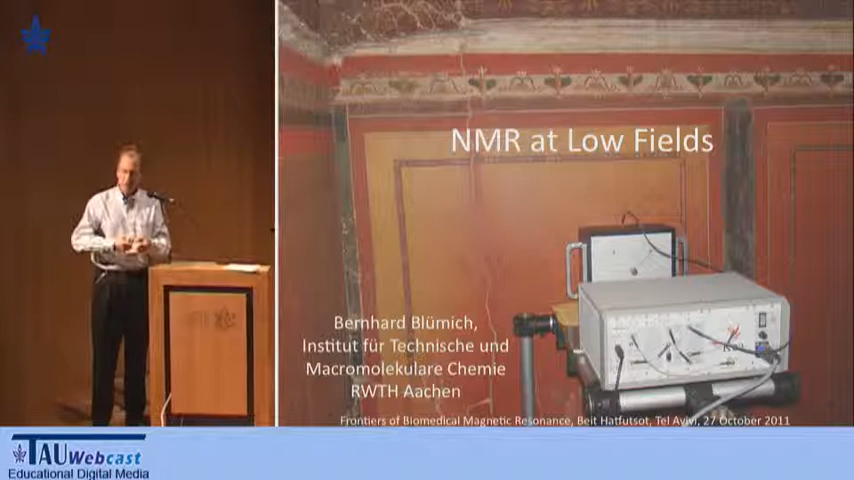 NMR at Low Fields
Bernhard Blümich,
Institut für Technische und
Makromolekulare Chemie
RWTH Aachen
Frontiers of Biomedical Magnetic Resonance, Beit Hatfutsot, Tel Aviv, 27 October 2011
TAU Webcast
Educational Digital Media